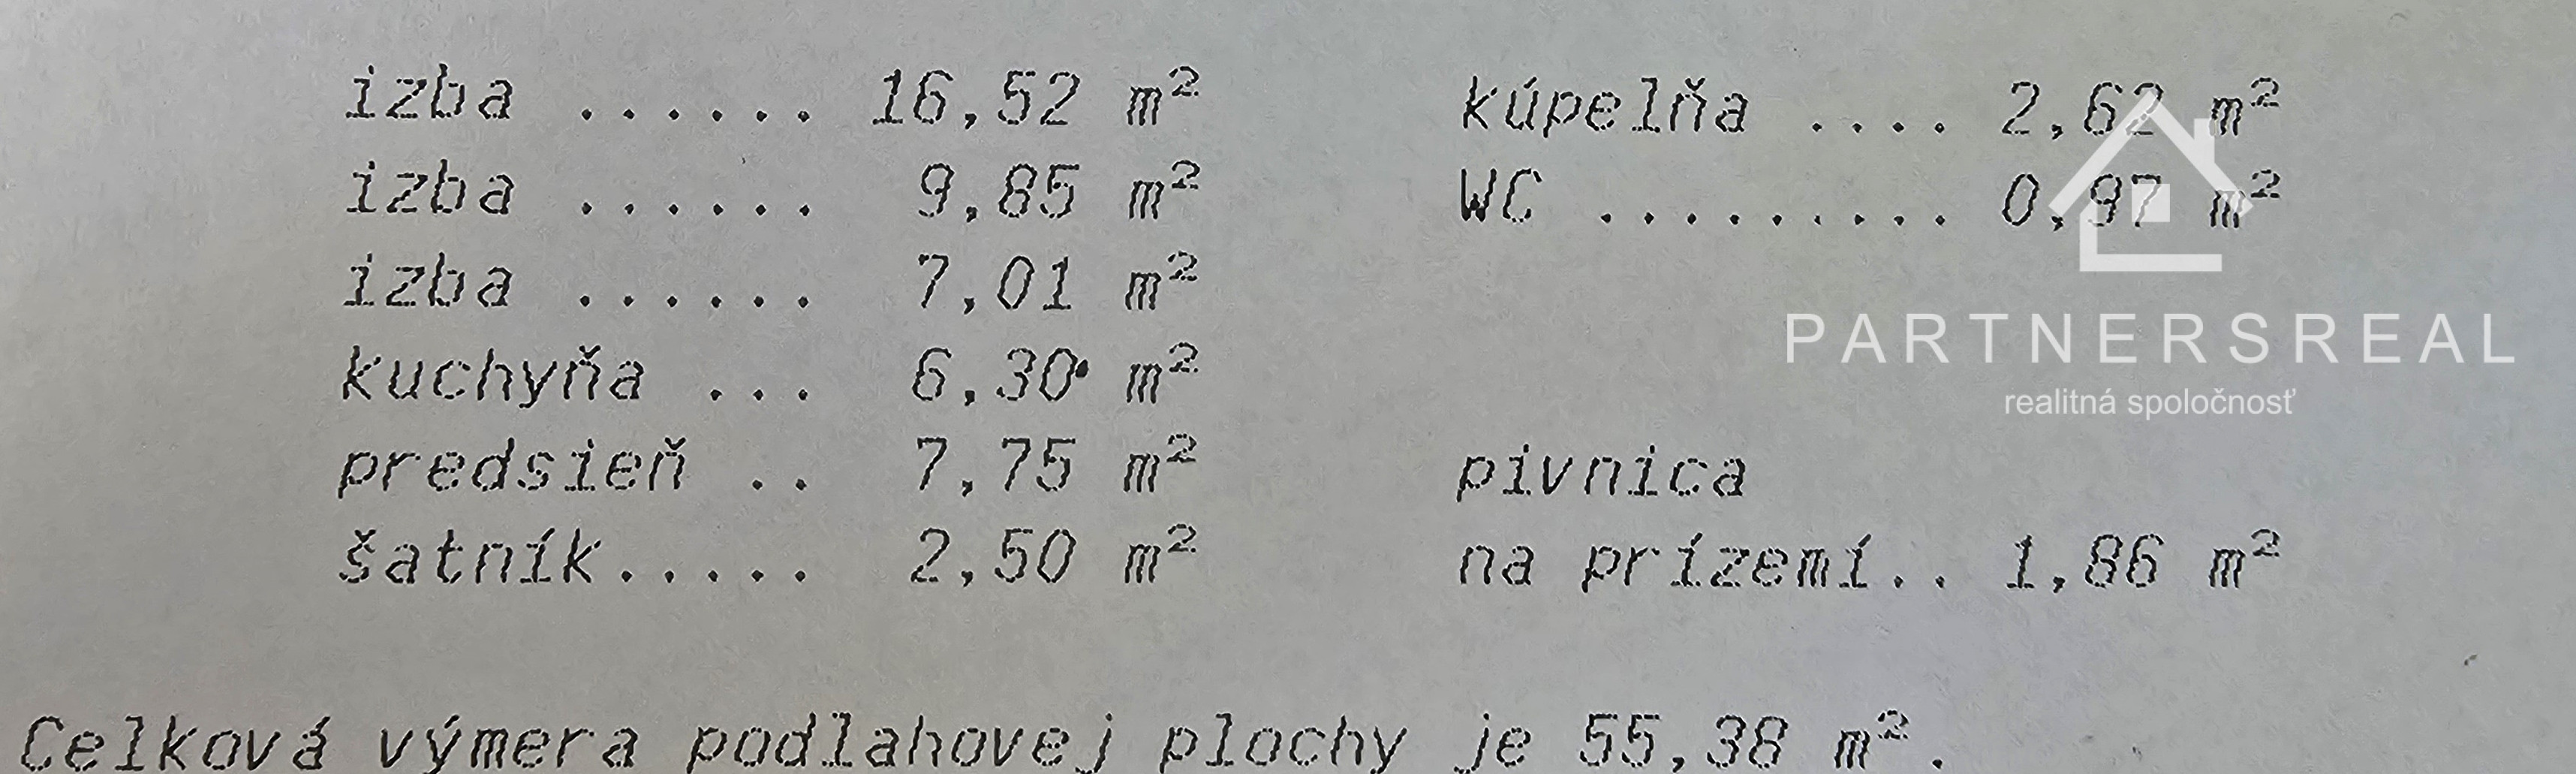 izba ...... 16,52 m²
izba ...... 9,85 m²
izba ...... 7,01 m²
kuchyňa ... 6,30 m²
predsieň .. 7,75 m²
šatník..... 2,50 m²
kúpelňa .... 2,62 m²
WC ......... 0,97 m²
pivnica
na prízemí.. 1,86 m²
Celková výmera podlahovej plochy je 55,38 m².
PARTNERSREAL
realitná spoločnosť